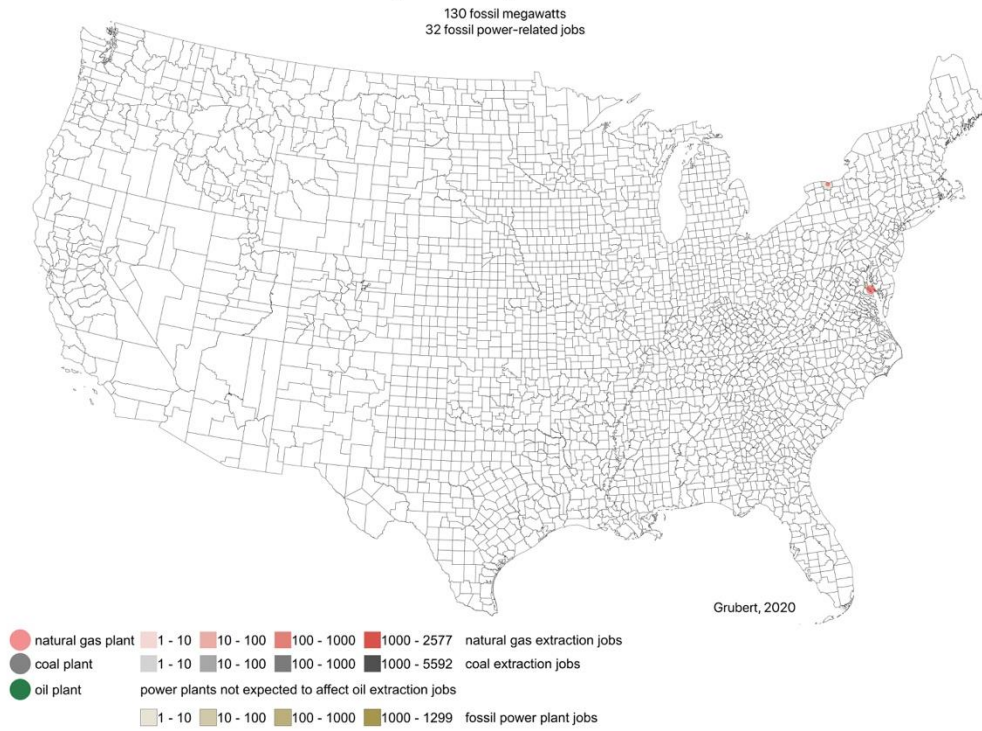 130 fossil megawatts
32 fossil power-related jobs
Grubert, 2020
natural gas plant 1 - 10 10 - 100 100 - 1000 1000 - 2577 natural gas extraction jobs
coal plant 1 - 10 10 - 100 100 - 1000 1000 - 5592 coal extraction jobs
oil plant power plants not expected to affect oil extraction jobs
1 - 10 10 - 100 100 - 1000 1000 - 1299 fossil power plant jobs